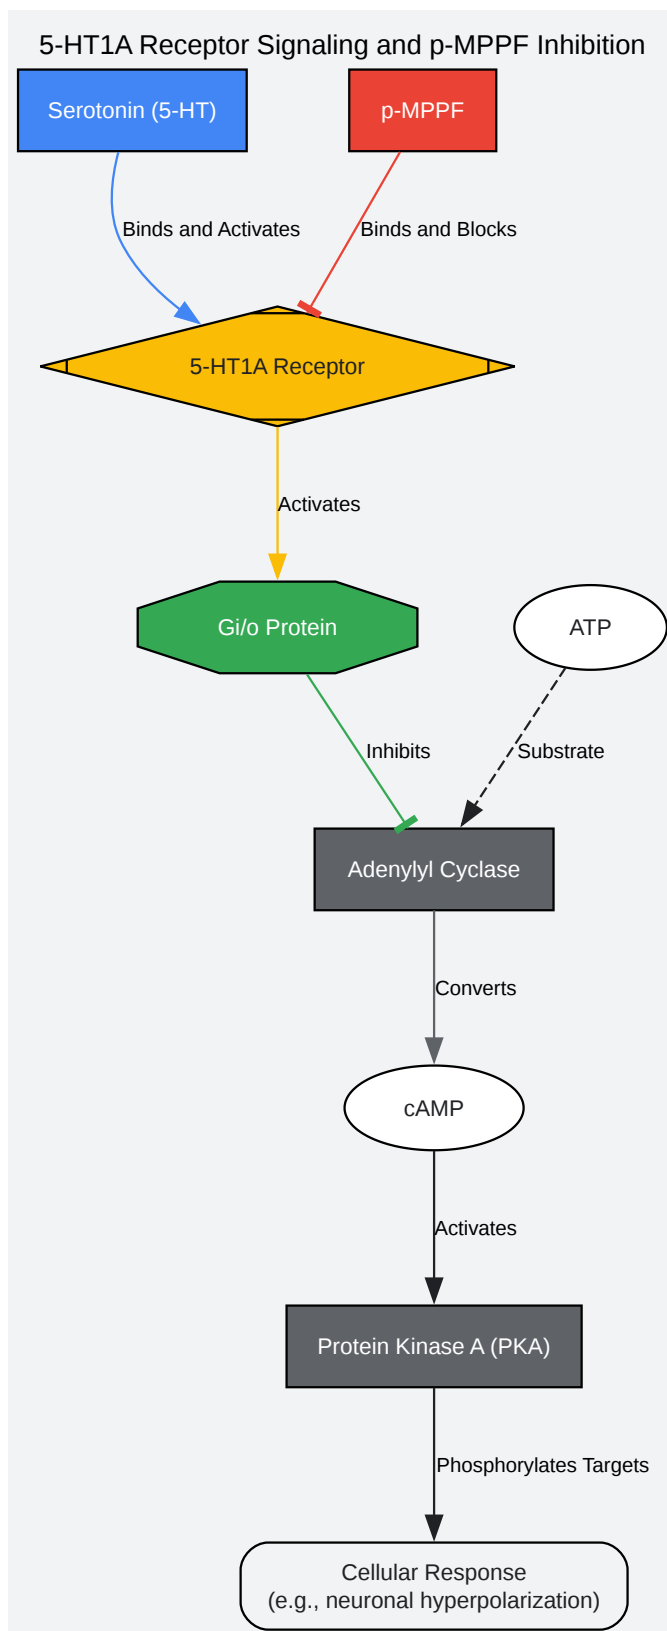 5-HT1A Receptor Signaling and p-MPPF Inhibition
Serotonin (5-HT)
p-MPPF
Binds and Activates
Binds and Blocks
5-HT1A Receptor
Activates
Gi/o Protein
ATP
Inhibits
Substrate
Adenylyl Cyclase
Converts
cAMP
Activates
Protein Kinase A (PKA)
Phosphorylates Targets
Cellular Response
(e.g., neuronal hyperpolarization)